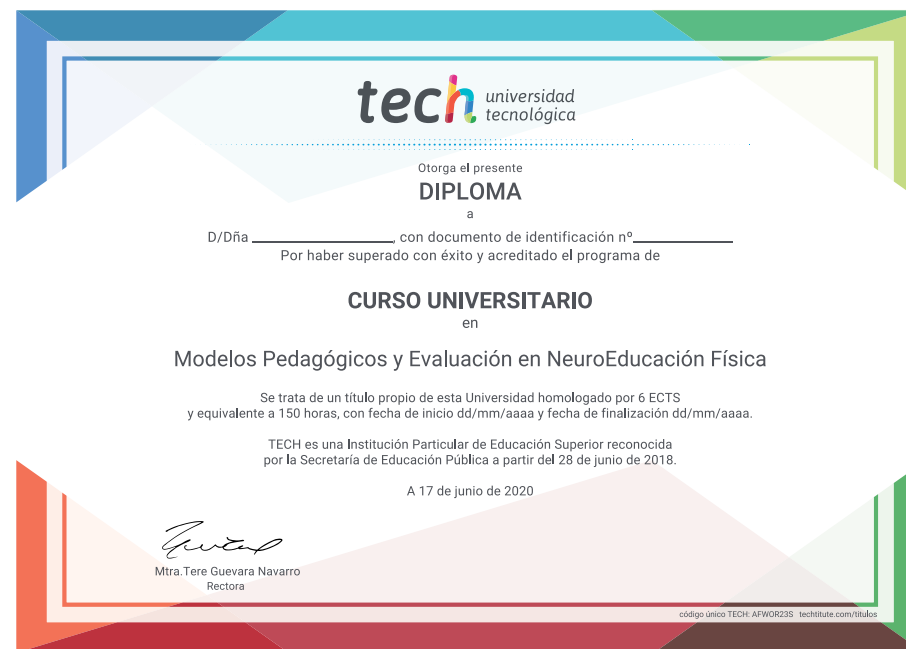 tech universidad
tecnológica
Otorga el presente
DIPLOMA
a
D/Dña ____________________, con documento de identificación nº______________
Por haber superado con éxito y acreditado el programa de
CURSO UNIVERSITARIO
en
Modelos Pedagógicos y Evaluación en NeuroEducación Física
Se trata de un título propio de esta Universidad homologado por 6 ECTS
y equivalente a 150 horas, con fecha de inicio dd/mm/aaaa y fecha de finalización dd/mm/aaaa.
TECH es una Institución Particular de Educación Superior reconocida
por la Secretaría de Educación Pública a partir del 28 de junio de 2018.
A 17 de junio de 2020
Mtra.Tere Guevara Navarro
Rectora
código único TECH: AFWOR23S techtitute.com/titulos